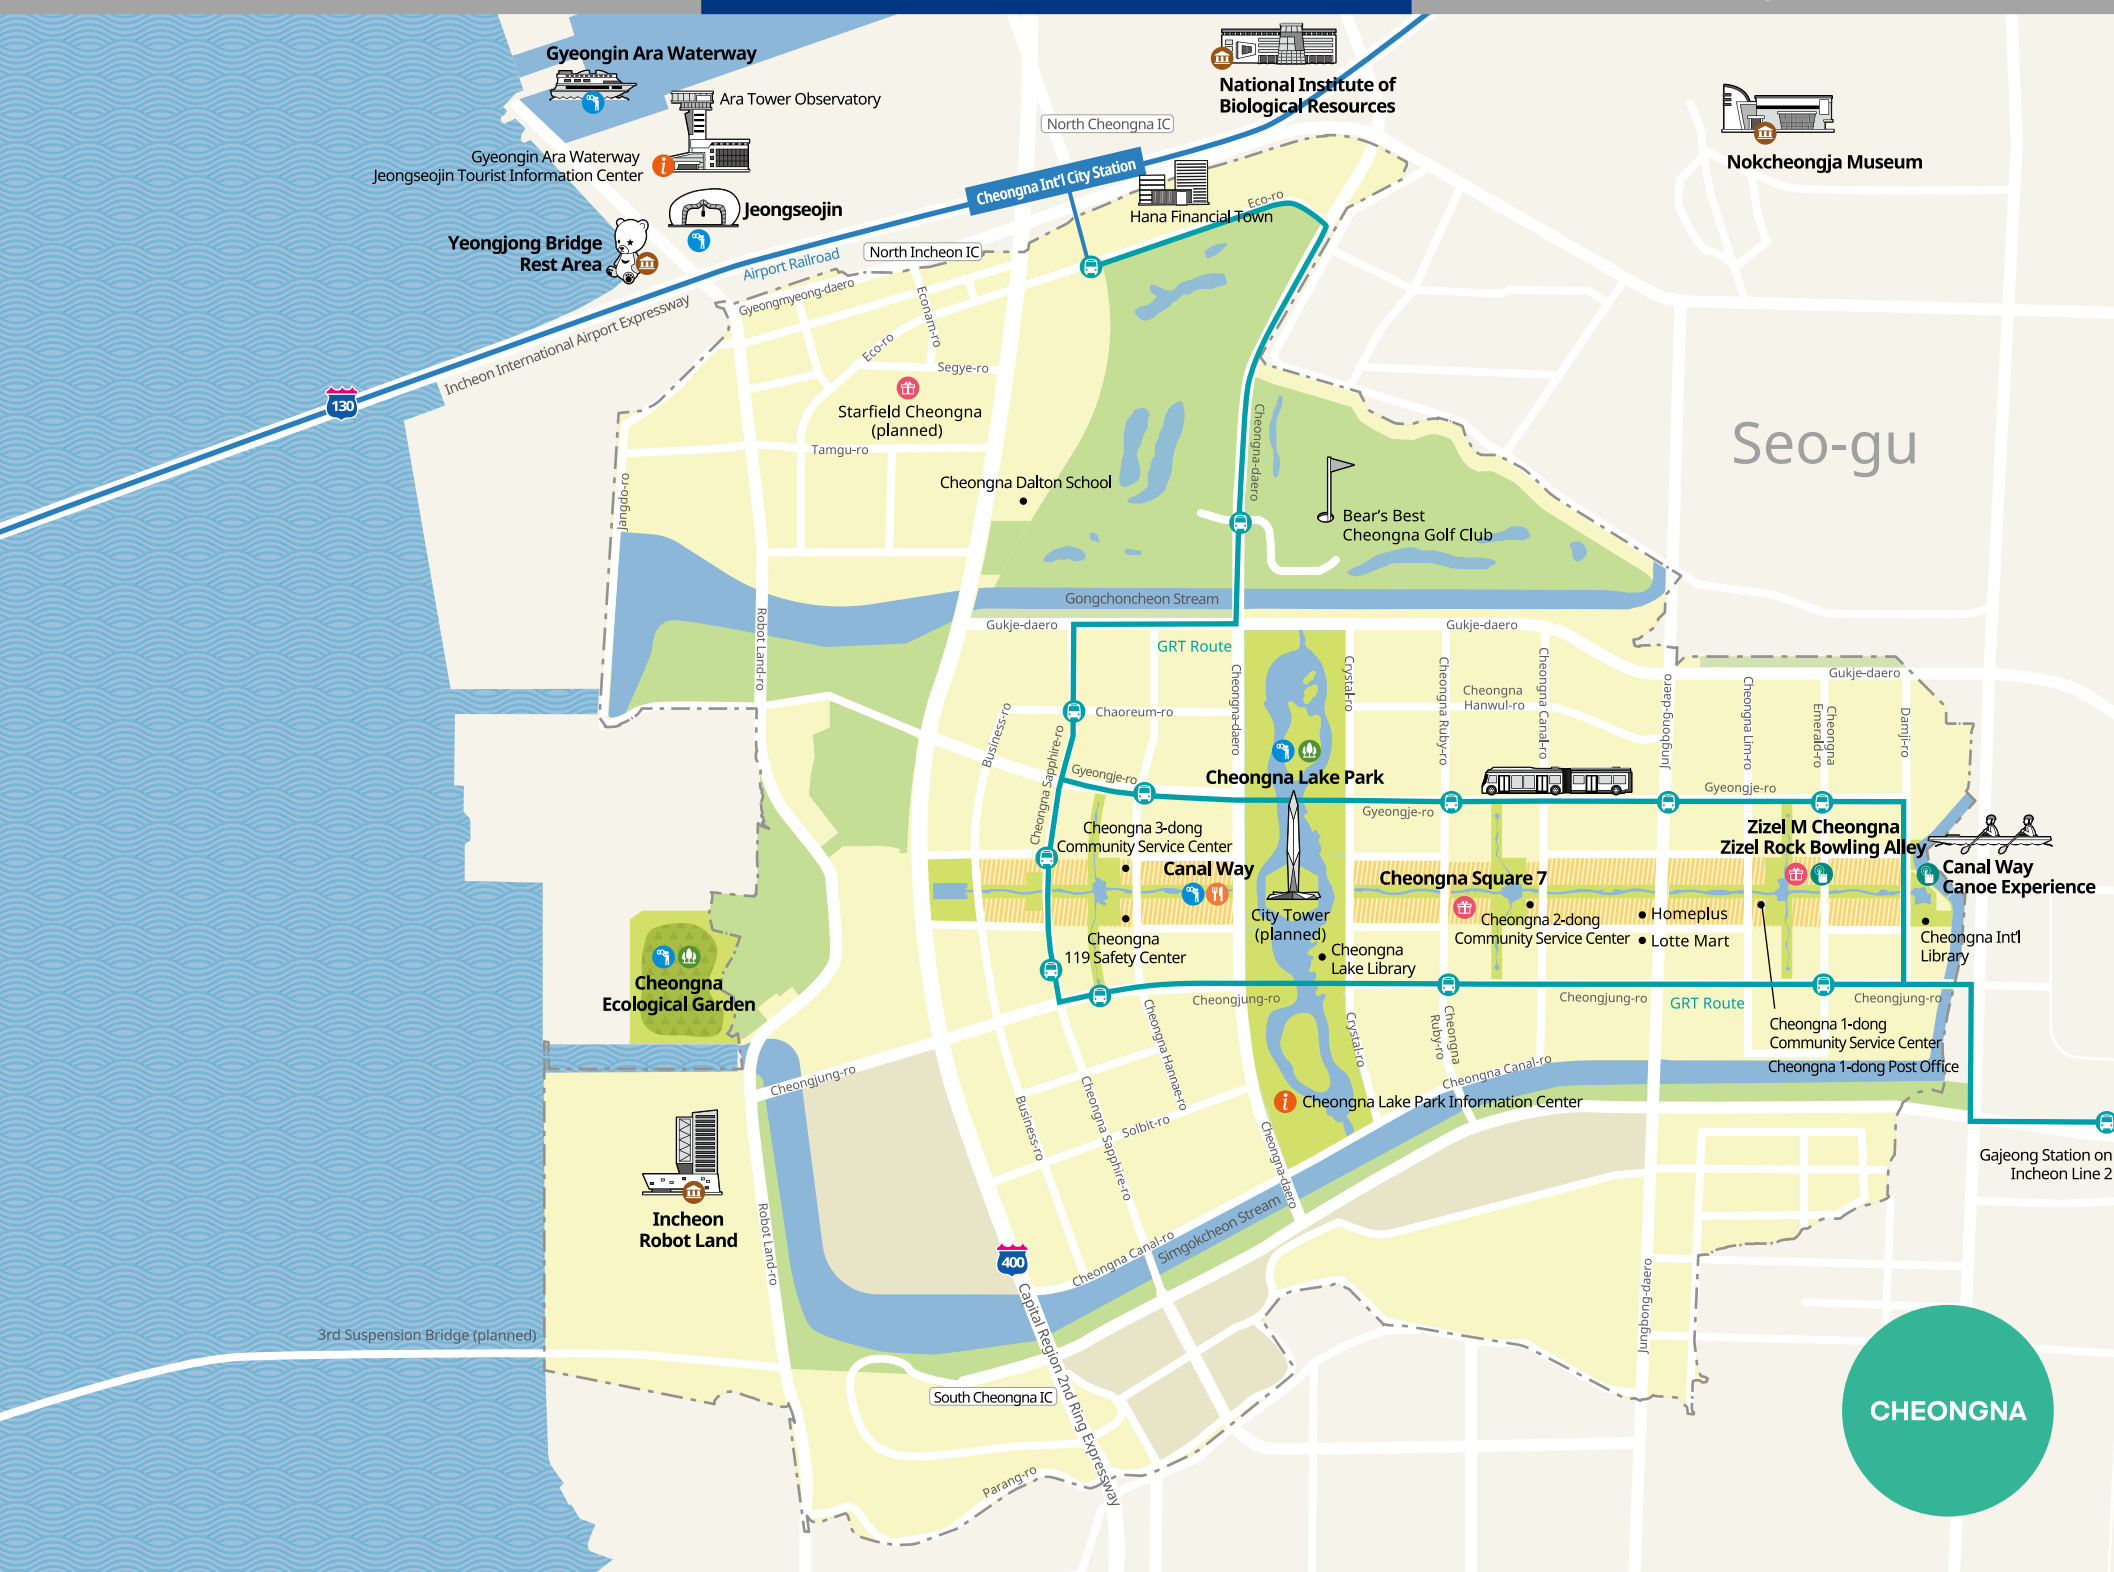 Gyeongin Ara Waterway
Ara Tower Observatory
Gyeongin Ara Waterway
Jeongseojin Tourist Information Center
Jeongseojin
Yeongjong Bridge
Rest Area
National Institute of
Biological Resources
North Cheongna IC
Cheongna Int'l City Station
Hana Financial Town
Eco-ro
Nokcheongja Museum
North Incheon IC
Airport Railroad
Incheon International Airport Expressway
130
Gyeongmyeong-daero
Econam-ro
Eco-ro
Segye-ro
Starfield Cheongna
(planned)
Tamgu-ro
Jangdo-ro
Cheongna Dalton School
Cheongna-daero
Bear's Best
Cheongna Golf Club
Seo-gu
Gongchoncheon Stream
Gukje-daero
Gukje-daero
Gukje-daero
GRT Route
Robot Land-ro
Business-ro
Chaoreum-ro
Cheongna Sapphire-ro
Cheongna-daero
Crystal-ro
Cheongna Ruby-ro
Cheongna
Hanwul-ro
Cheongna Canal-ro
Jungbong-daero
Cheongna Lim-ro
Cheongna
Emerald-ro
Damji-ro
Gyeongje-ro
Cheongna Lake Park
Gyeongje-ro
Gyeongje-ro
Cheongna 3-dong
Community Service Center
Canal Way
Zizel M Cheongna
Zizel Rock Bowling Alley
Canal Way
Canoe Experience
Cheongna Square 7
City Tower
(planned)
Cheongna 2-dong
Community Service Center
Homeplus
Lotte Mart
Cheongna
119 Safety Center
Cheongna
Lake Library
Cheongna Int'l
Library
Cheongna
Ecological Garden
Cheongjung-ro
Cheongjung-ro
GRT Route
Cheongjung-ro
Cheongna 1-dong
Community Service Center
Cheongna 1-dong Post Office
Cheongna Hannae-ro
Crystal-ro
Cheongna
Ruby-ro
Cheongna Canal-ro
Cheongjung-ro
Cheongna Lake Park Information Center
Business-ro
Cheongna Sapphire-ro
Solbit-ro
Cheongna-daero
Gajeong Station on
Incheon Line 2
Incheon
Robot Land
Robot Land-ro
Simgokcheon Stream
Cheongna Canal-ro
400
Capital Region 2nd Ring Expressway
Jungbong-daero
3rd Suspension Bridge (planned)
South Cheongna IC
Parang-ro
CHEONGNA